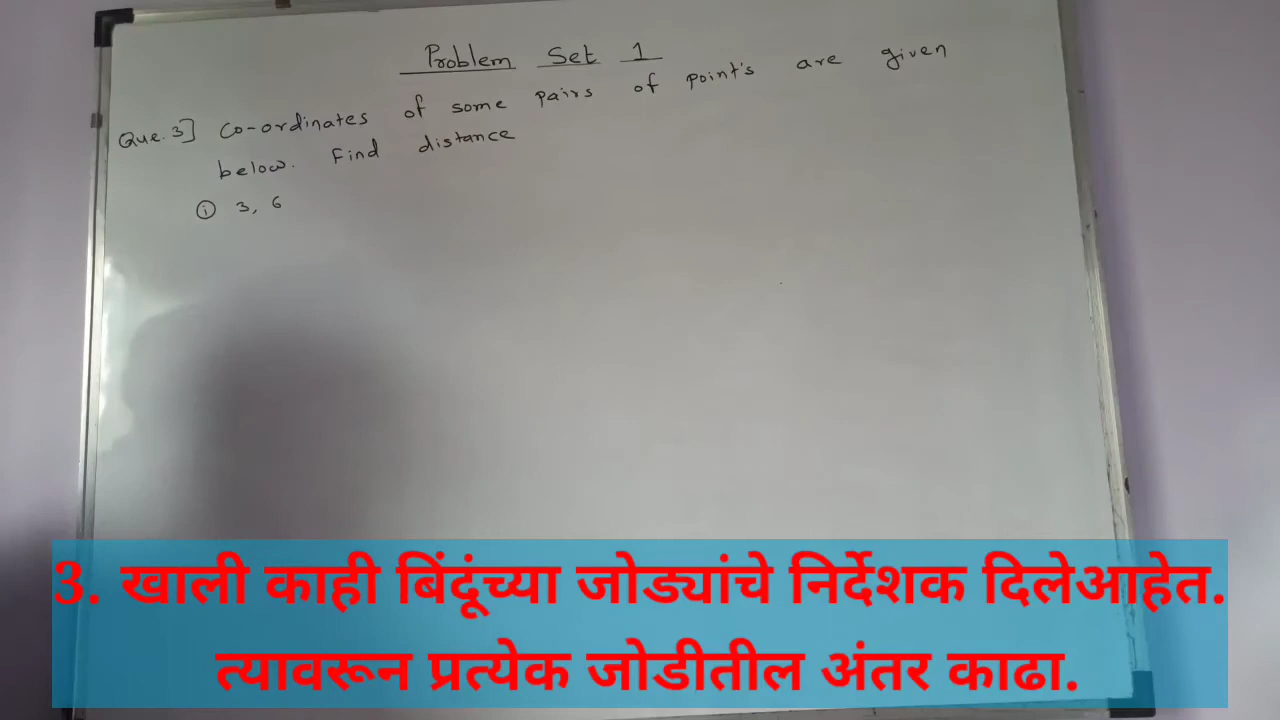 Problem Set 1
Que. 3] Co-ordinates of some pairs of point's are given
below. Find distance
(i) 3, 6
3. खाली काही बिंदूंच्या जोड्यांचे निर्देशक दिलेआहेत.
त्यावरून प्रत्येक जोडीतील अंतर काढा.